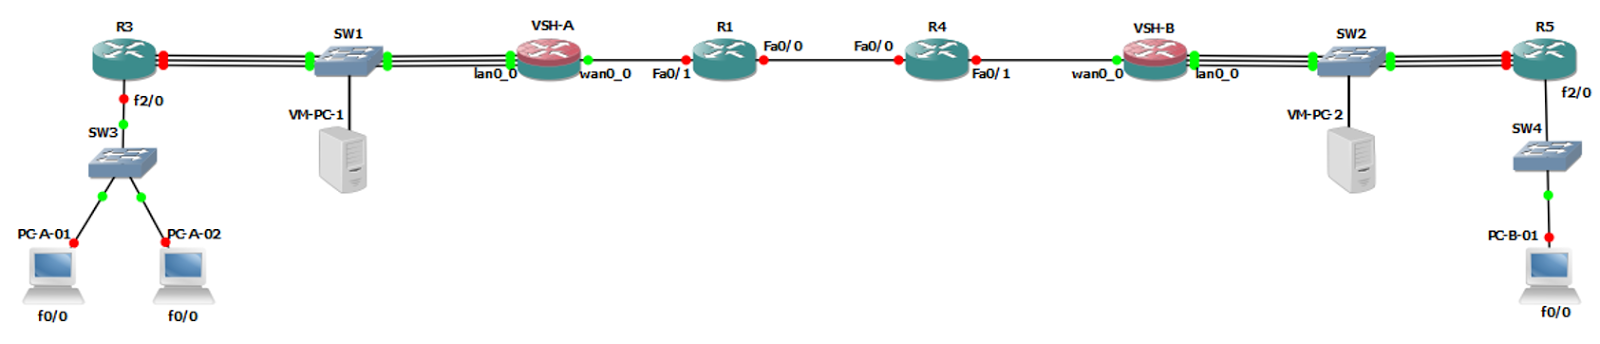 R3
SW1
VSH-A
R1
R4
VSH-B
SW2
R5
Fa0/0
Fa0/0
lan0_0
wan0_0
Fa0/1
Fa0/1
wan0_0
lan0_0
f2/0
f2/0
VM-PC-1
VM-PC-2
SW3
SW4
PC-A-01
PC-A-02
PC-B-01
f0/0
f0/0
f0/0